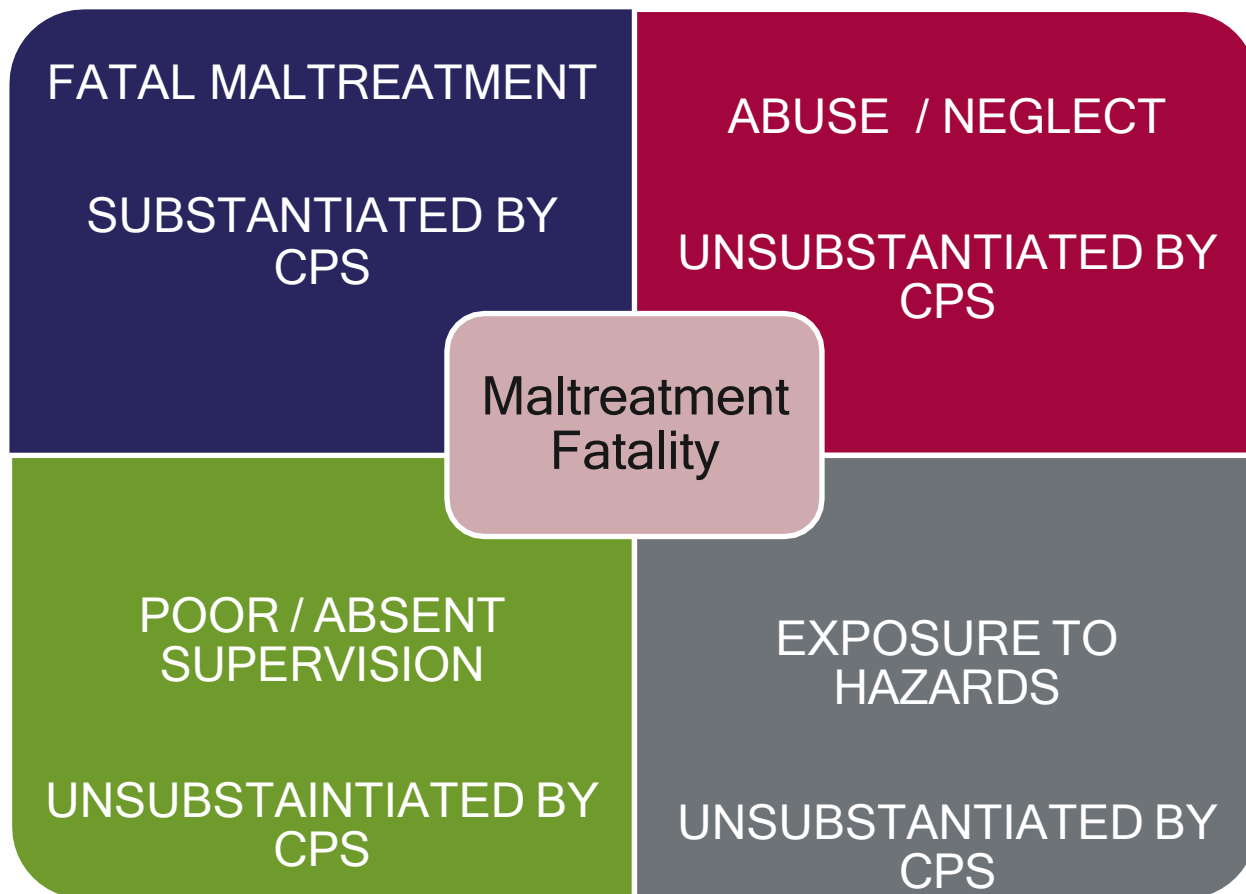 FATAL MALTREATMENT
SUBSTANTIATED BY
CPS
ABUSE / NEGLECT
UNSUBSTANTIATED BY
CPS
Maltreatment
Fatality
POOR / ABSENT
SUPERVISION
UNSUBSTAINTIATED BY
CPS
EXPOSURE TO
HAZARDS
UNSUBSTANTIATED BY
CPS